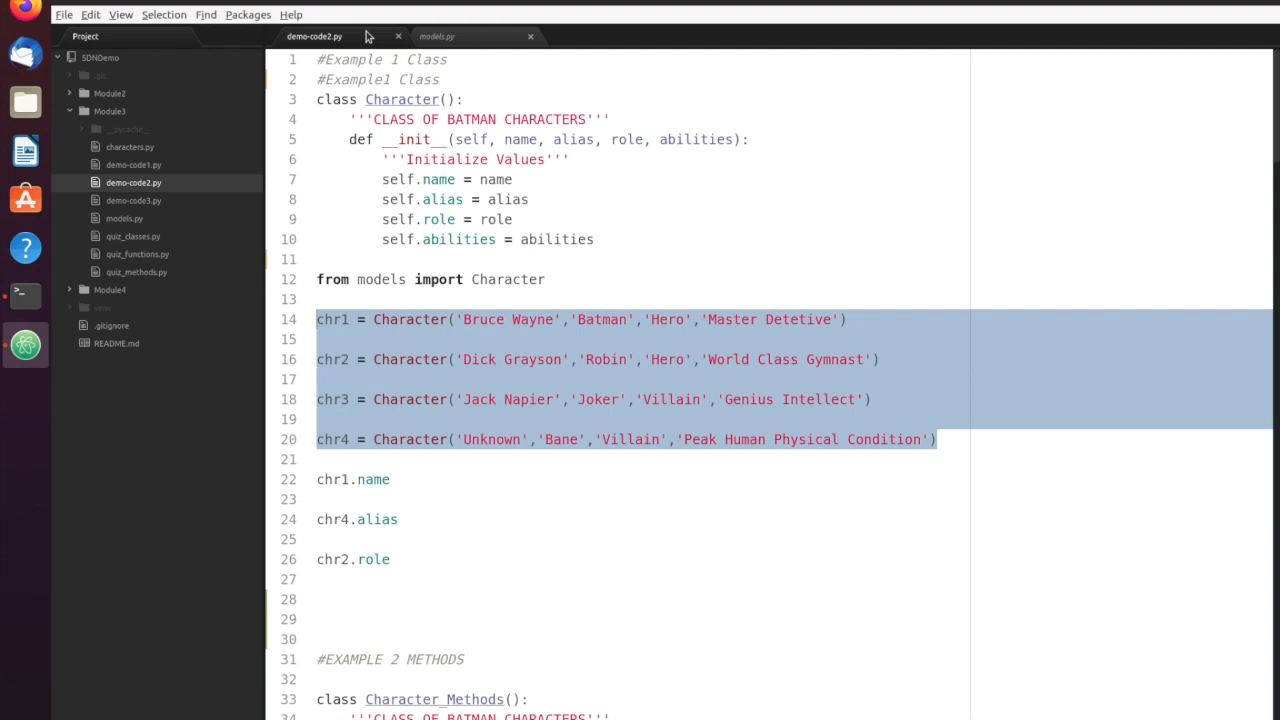 File Edit View Selection Find Packages Help
Project
demo-code2.py
models.py
SDNDemo
.git
Module2
Module3
__pycache__
characters.py
demo-code1.py
demo-code2.py
demo-code3.py
models.py
quiz_classes.py
quiz_functions.py
quiz_methods.py
Module4
venv
.gitignore
README.md
1 #Example 1 Class
2 #Example1 Class
3 class Character():
4 '''CLASS OF BATMAN CHARACTERS'''
5 def __init__(self, name, alias, role, abilities):
6 '''Initialize Values'''
7 self.name = name
8 self.alias = alias
9 self.role = role
10 self.abilities = abilities
11
12 from models import Character
13
14 chr1 = Character('Bruce Wayne','Batman','Hero','Master Detetive')
15
16 chr2 = Character('Dick Grayson','Robin','Hero','World Class Gymnast')
17
18 chr3 = Character('Jack Napier','Joker','Villain','Genius Intellect')
19
20 chr4 = Character('Unknown','Bane','Villain','Peak Human Physical Condition')
21
22 chr1.name
23
24 chr4.alias
25
26 chr2.role
27
28
29
30
31 #EXAMPLE 2 METHODS
32
33 class Character_Methods():
34 '''CLASS OF BATMAN CHARACTERS'''